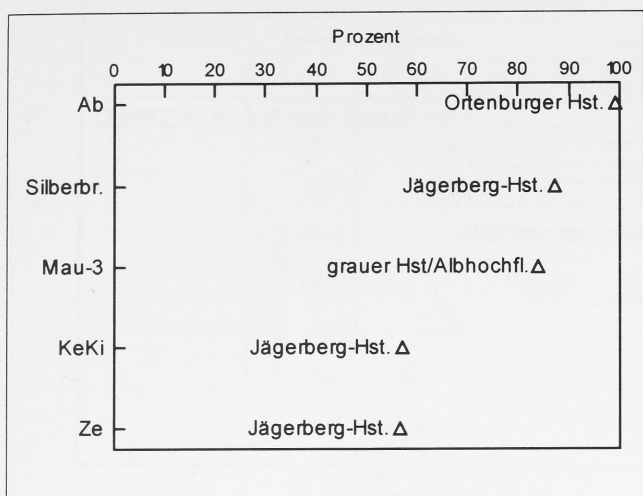 Prozent
0 10 20 30 40 50 60 70 80 90 100
Ab Ortenburger Hst.
Silberbr. Jägerberg-Hst.
Mau-3 grauer Hst/Albhochfl.
KeKi Jägerberg-Hst.
Ze Jägerberg-Hst.